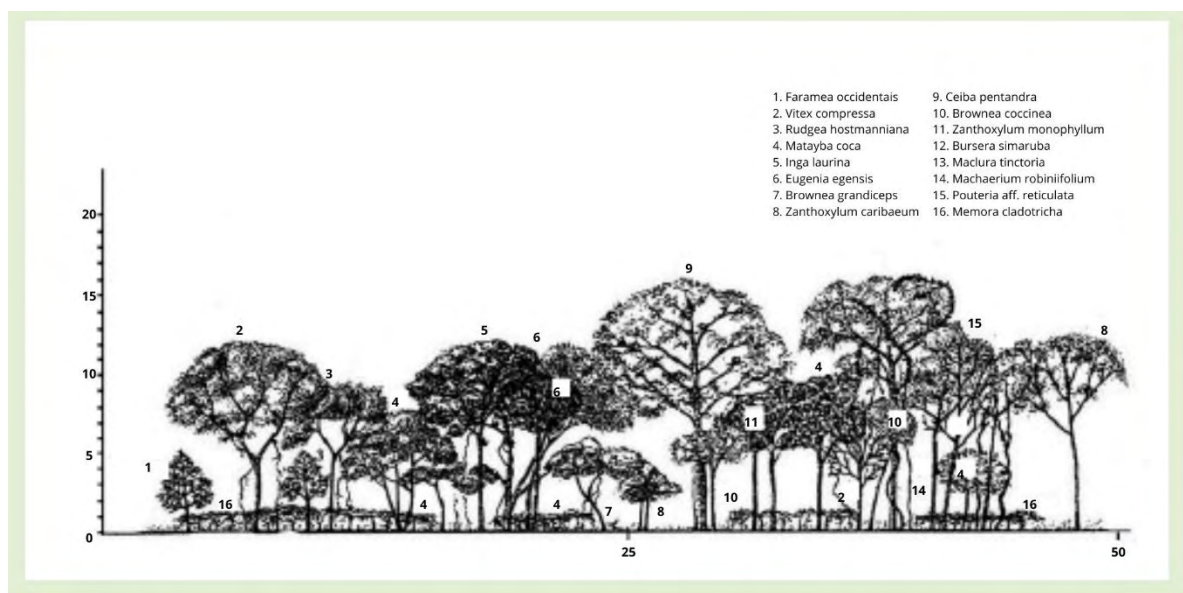 1. Faramea occidentais
2. Vitex compressa
3. Rudgea hostmanniana
4. Matayba coca
5. Inga laurina
6. Eugenia egensis
7. Brownea grandiceps
8. Zanthoxylum caribaeum
9. Ceiba pentandra
10. Brownea coccinea
11. Zanthoxylum monophyllum
12. Bursera simaruba
13. Maclura tinctoria
14. Machaerium robiniifolium
15. Pouteria aff. reticulata
16. Memora cladotricha
20
15
10
5
0
9
2
5
6
15
8
3
4
6
4
11
10
1
4
16
4
4
7
8
10
2
14
16
25
50